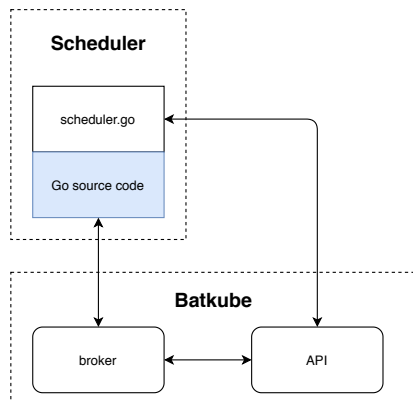 Scheduler
scheduler.go
Go source code
Batkube
broker
API